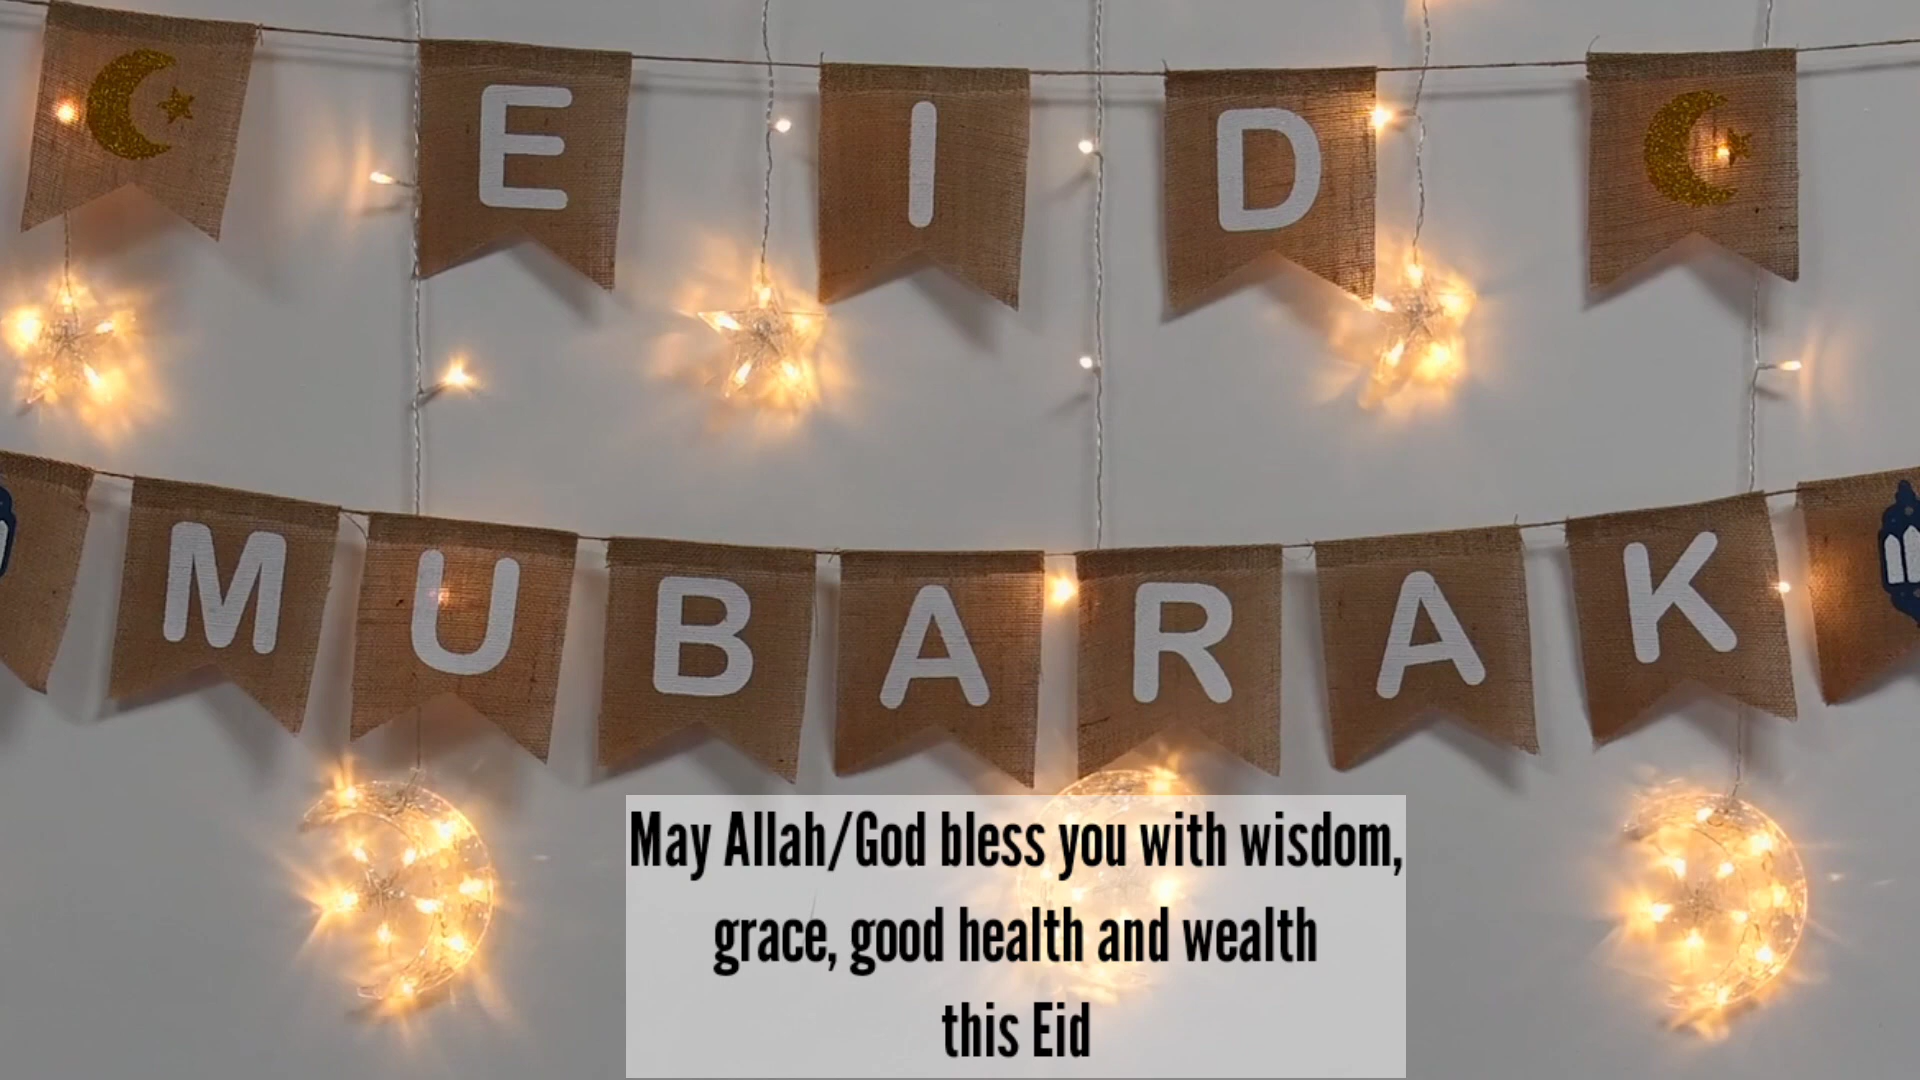 EID
MUBARAK
May Allah/God bless you with wisdom,
grace, good health and wealth
this Eid